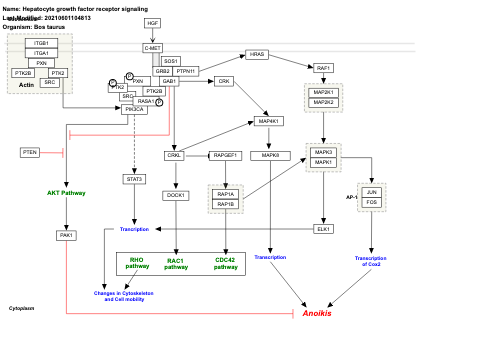 Name: Hepatocyte growth factor receptor signaling
Last Modified: 20210601104813
Organism: Bos taurus
HGF
ITGB1
ITGA1
PXN
PTK2B
PTK2
SRC
Actin
C-MET
SOS1
GRB2
PTPN11
GAB1
HRAS
RAF1
CRK
P
PXN
P
PTK2
PTK2B
SRC
RASA1
P
PIK3CA
MAP2K1
MAP2K2
MAP4K1
PTEN
CRKL
RAPGEF1
MAPK8
MAPK3
MAPK1
STAT3
AKT Pathway
DOCK1
RAP1A
RAP1B
AP-1
JUN
FOS
PAK1
Trancription
ELK1
RHO
pathway
RAC1
pathway
CDC42
pathway
Transcription
Transcription
of Cox2
Changes in Cytoskeleton
and Cell mobility
Cytoplasm
Anoikis